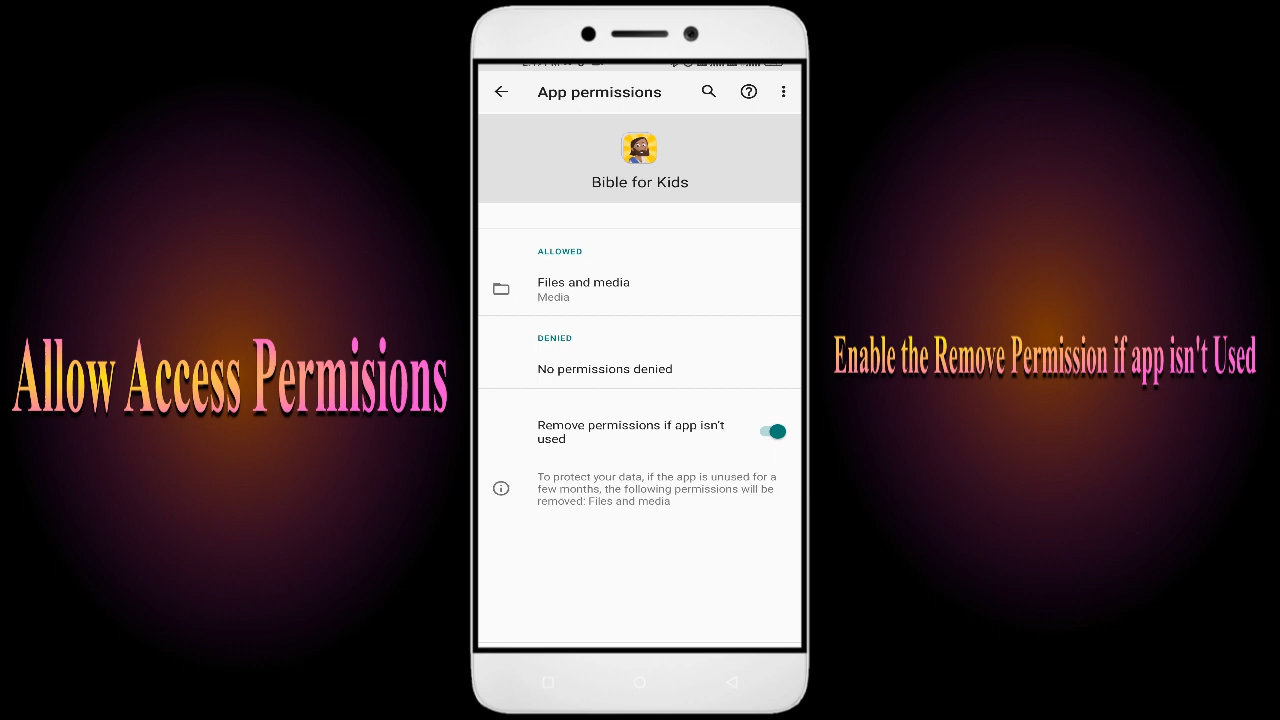 App permissions
Bible for Kids
ALLOWED
Files and media
Media
DENIED
No permissions denied
Remove permissions if app isn't
used
To protect your data, if the app is unused for a
few months, the following permissions will be
removed: Files and media
Allow Access Permisions
Enable the Remove Permission if app isn't Used